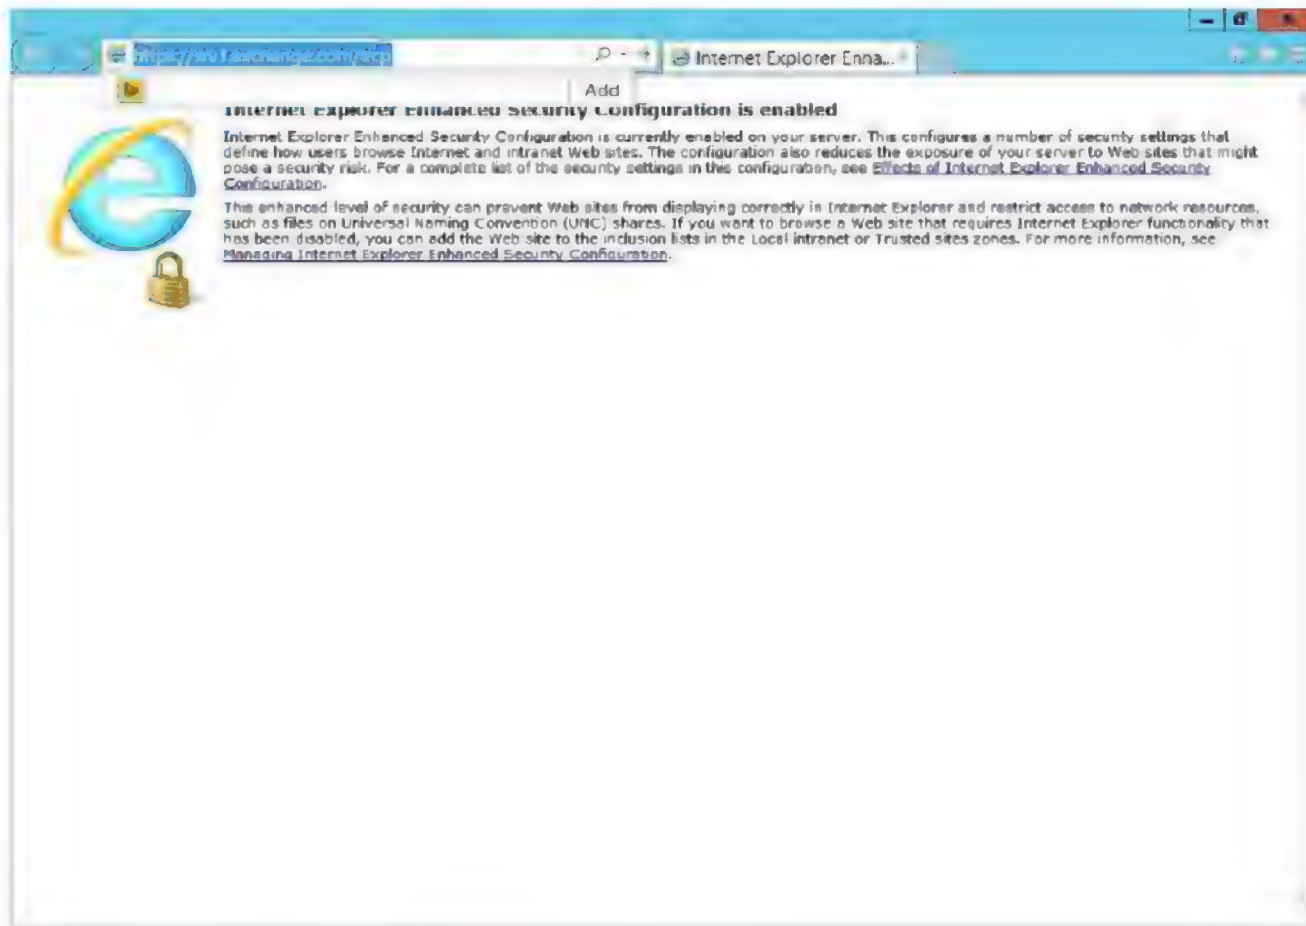 Internet Explorer Enha...
Add
Internet Explorer Enhanced Security Configuration is enabled
Internet Explorer Enhanced Security Configuration is currently enabled on your server. This configures a number of security settings that
define how users browse Internet and intranet Web sites. The configuration also reduces the exposure of your server to Web sites that might
pose a security risk. For a complete list of the security settings in this configuration, see Effects of Internet Explorer Enhanced Security
Configuration.
This enhanced level of security can prevent Web sites from displaying correctly in Internet Explorer and restrict access to network resources,
such as files on Universal Naming Convention (UNC) shares. If you want to browse a Web site that requires Internet Explorer functionality that
has been disabled, you can add the Web site to the inclusion lists in the Local intranet or Trusted sites zones. For more information, see
Managing Internet Explorer Enhanced Security Configuration.